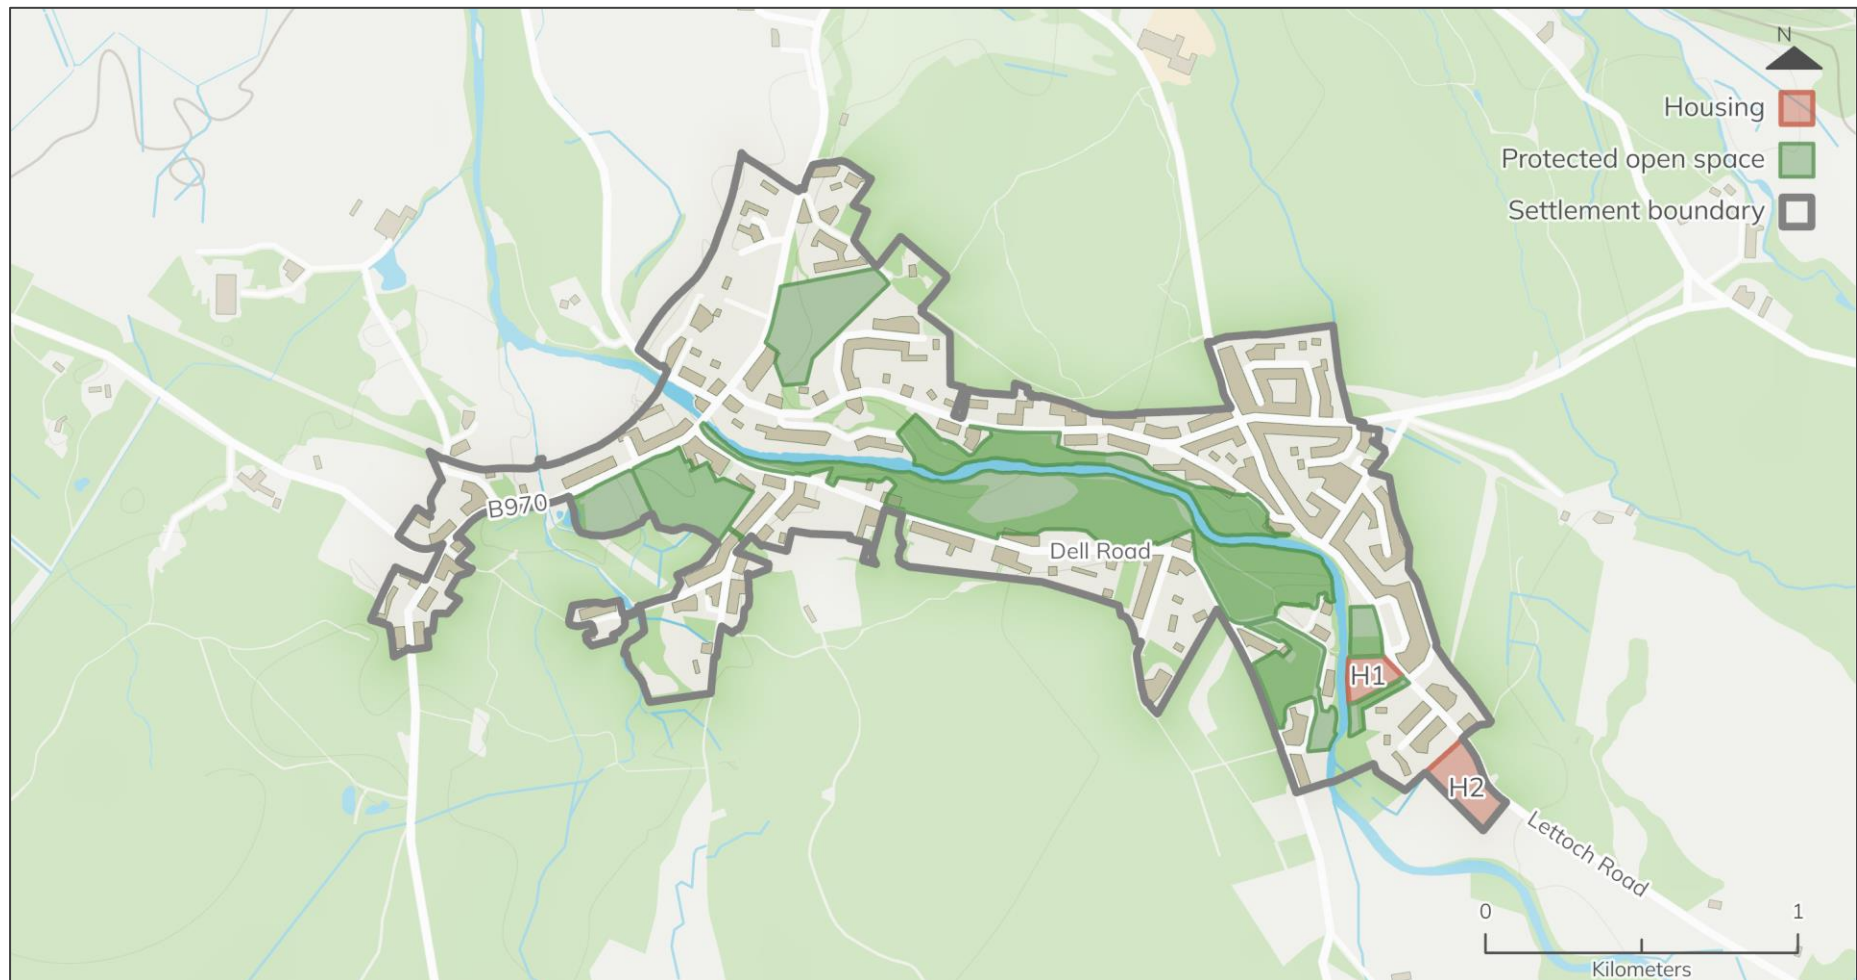 N
Housing
Protected open space
Settlement boundary
B970
Dell Road
H1
H2
Lettoch Road
0 1
Kilometers